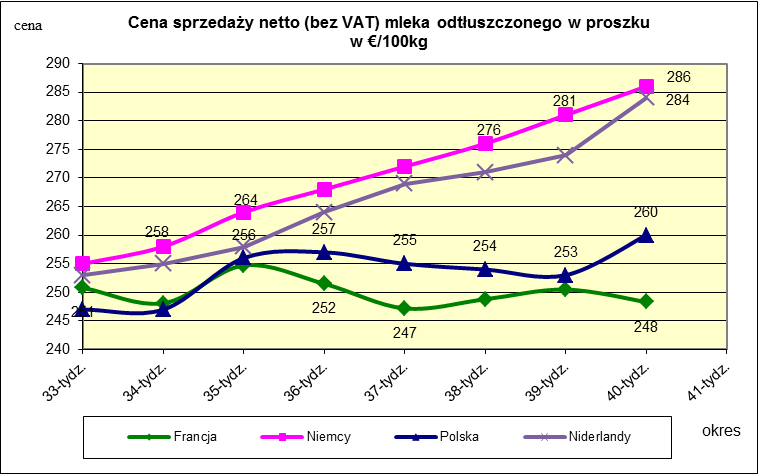 Cena sprzedaży netto (bez VAT) mleka odtłuszczonego w proszku
w €/100kg
cena
290
285
280
275
270
265
260
255
250
245
240
286
284
281
276
264
258
256
257
255
254
253
260
252
247
248
33-tydz.
34-tydz.
35-tydz.
36-tydz.
37-tydz.
38-tydz.
39-tydz.
40-tydz.
41-tydz.
okres
Francja
Niemcy
Polska
Niderlandy